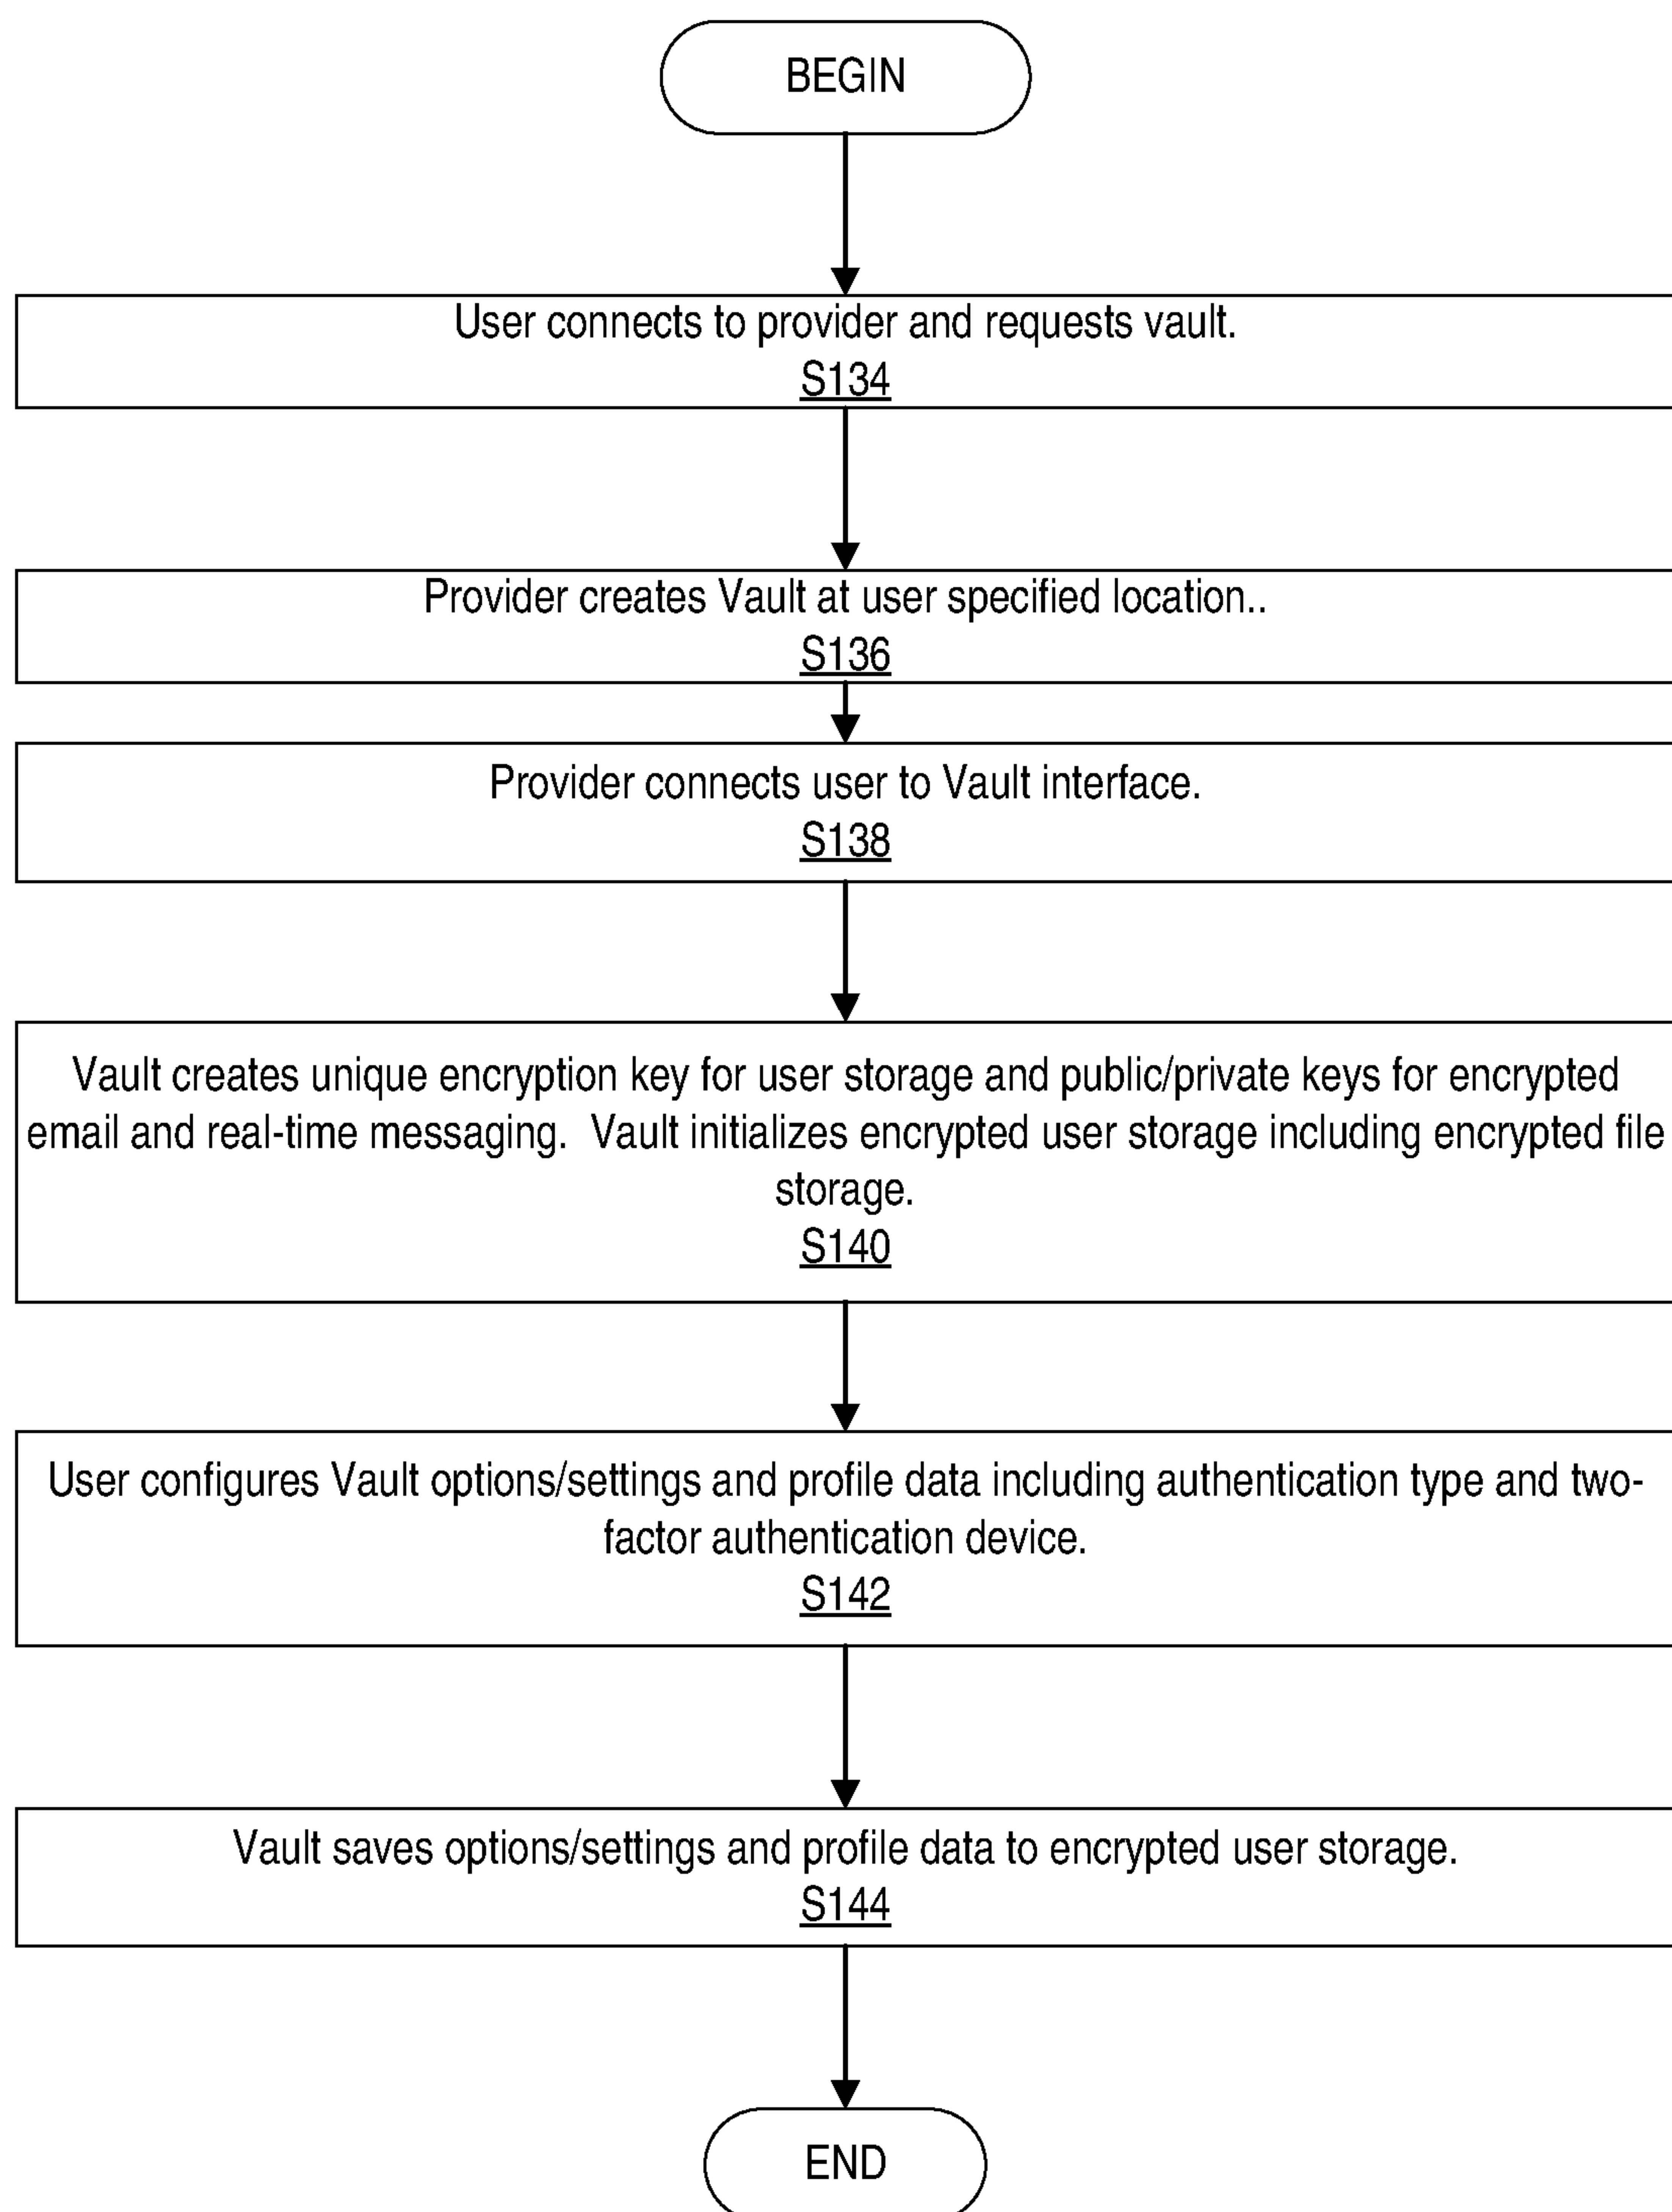 BEGIN
User connects to provider and requests vault.
S134
Provider creates Vault at user specified location..
S136
Provider connects user to Vault interface.
S138
Vault creates unique encryption key for user storage and public/private keys for encrypted
email and real-time messaging.  Vault initializes encrypted user storage including encrypted file
storage.
S140
User configures Vault options/settings and profile data including authentication type and two-
factor authentication device.
S142
Vault saves options/settings and profile data to encrypted user storage.
S144
END